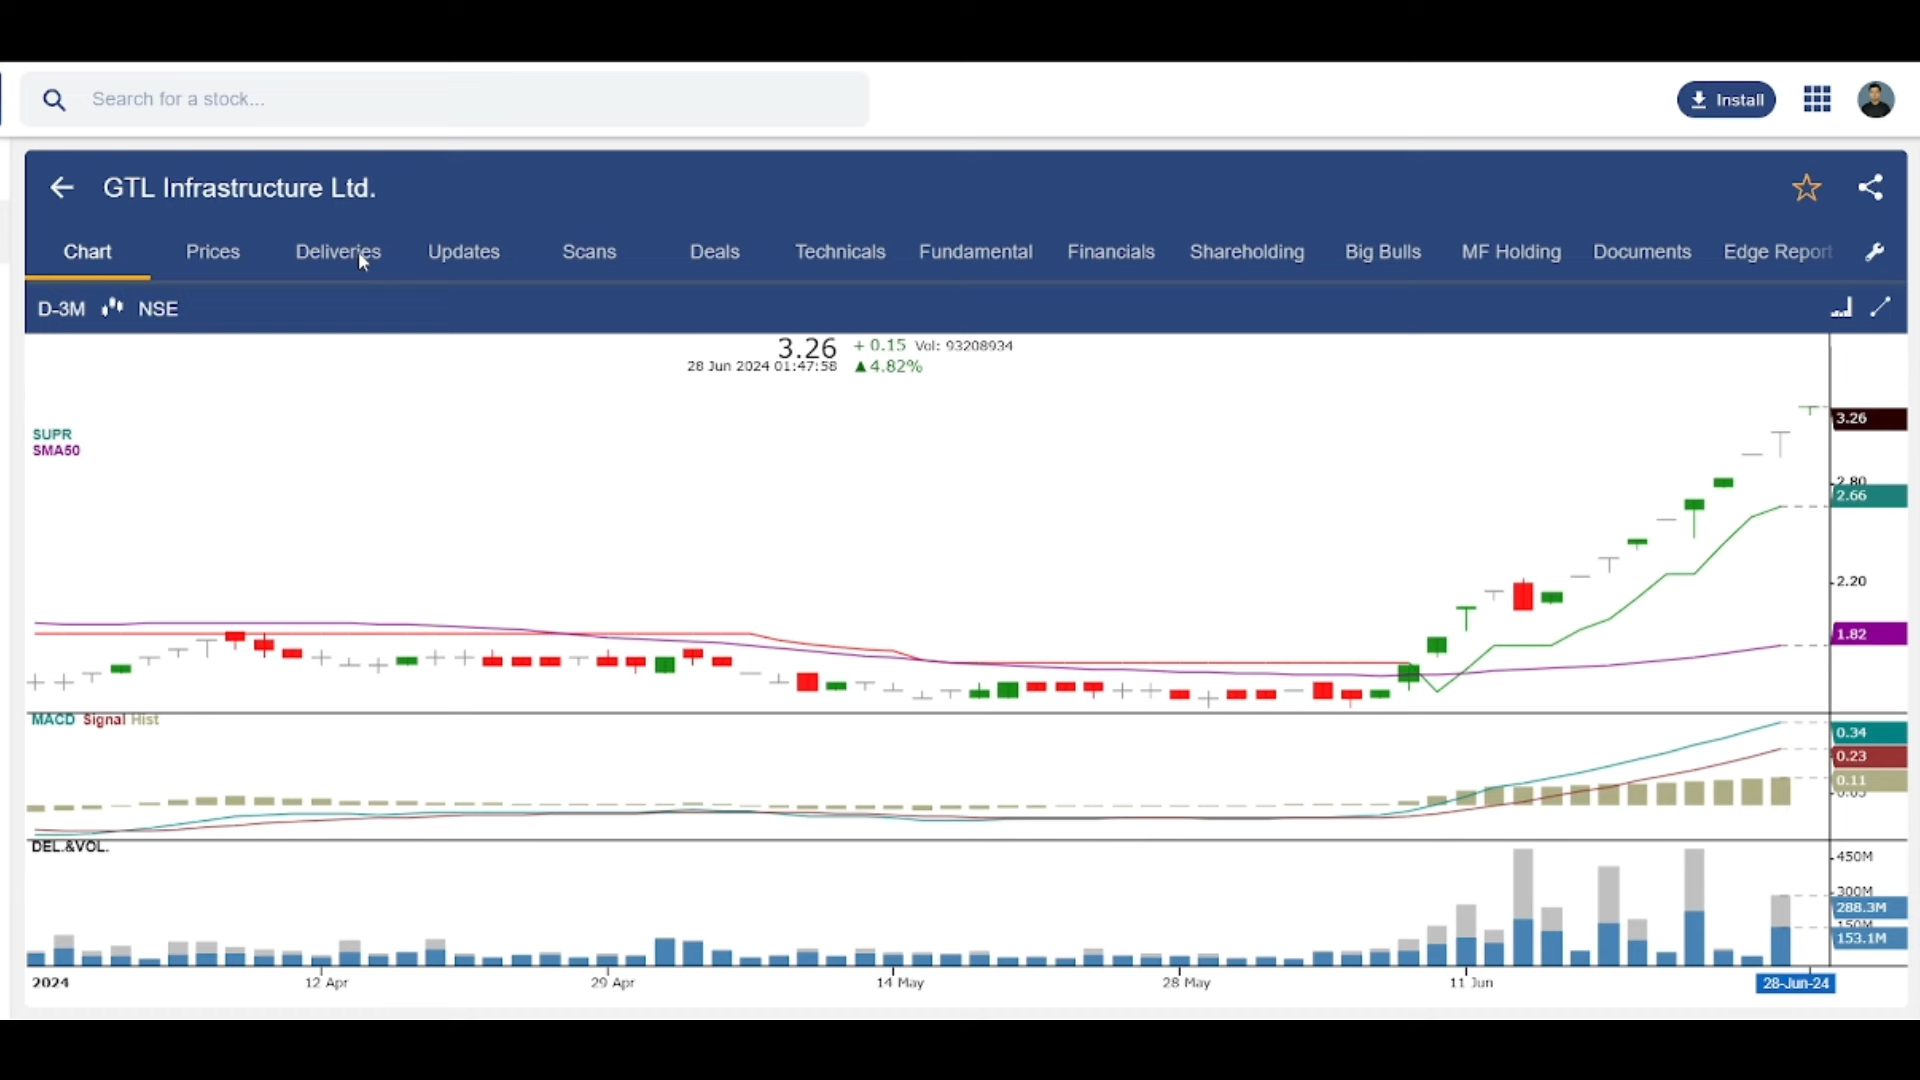 Search for a stock...
Install
GTL Infrastructure Ltd.
Chart Prices Deliveries Updates Scans Deals Technicals Fundamental Financials Shareholding Big Bulls MF Holding Documents Edge Report
D-3M NSE
3.26 + 0.15 Vol: 93208934
28 Jun 2024 01:47:58 ▲4.82%
3.26
SUPR
SMA50
2.80
2.66
2.20
1.82
MACD Signal Hist
0.34
0.23
0.11
DEL.&VOL.
450M
300M
288.3M
150M
153.1M
2024 12 Apr 29 Apr 14 May 28 May 11 Jun 28-Jun-24